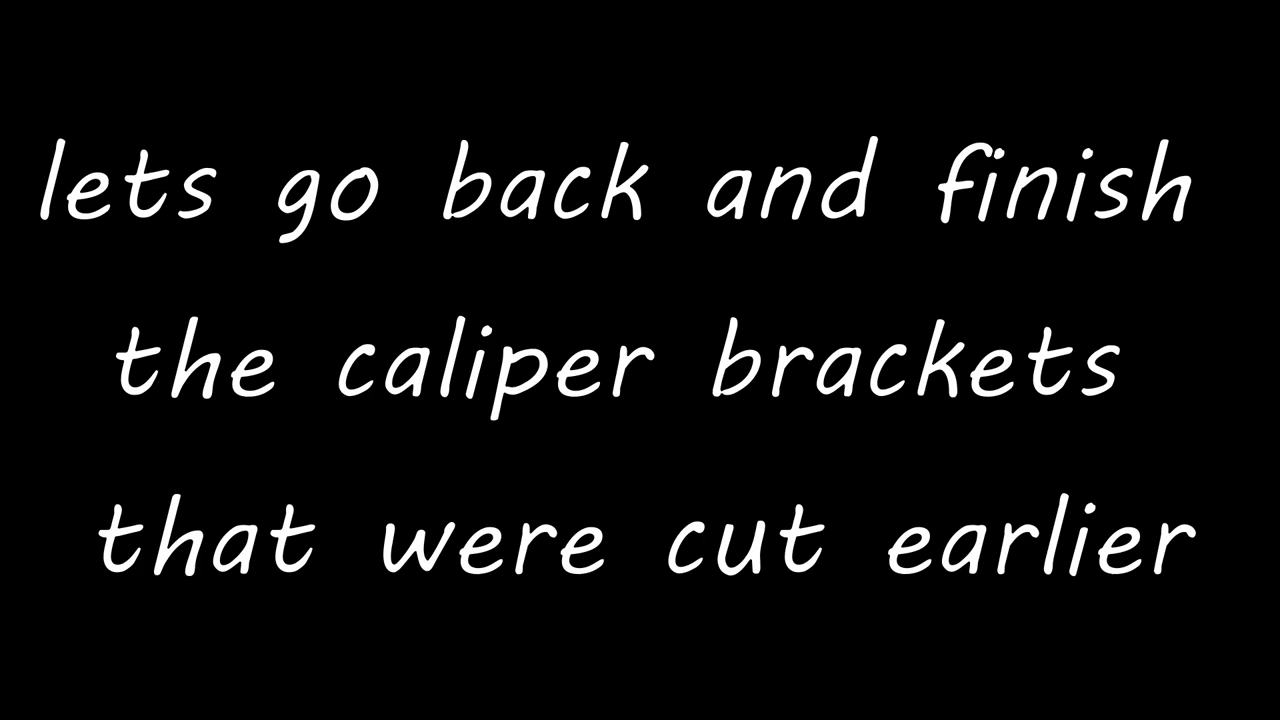 lets go back and finish
the caliper brackets
that were cut earlier